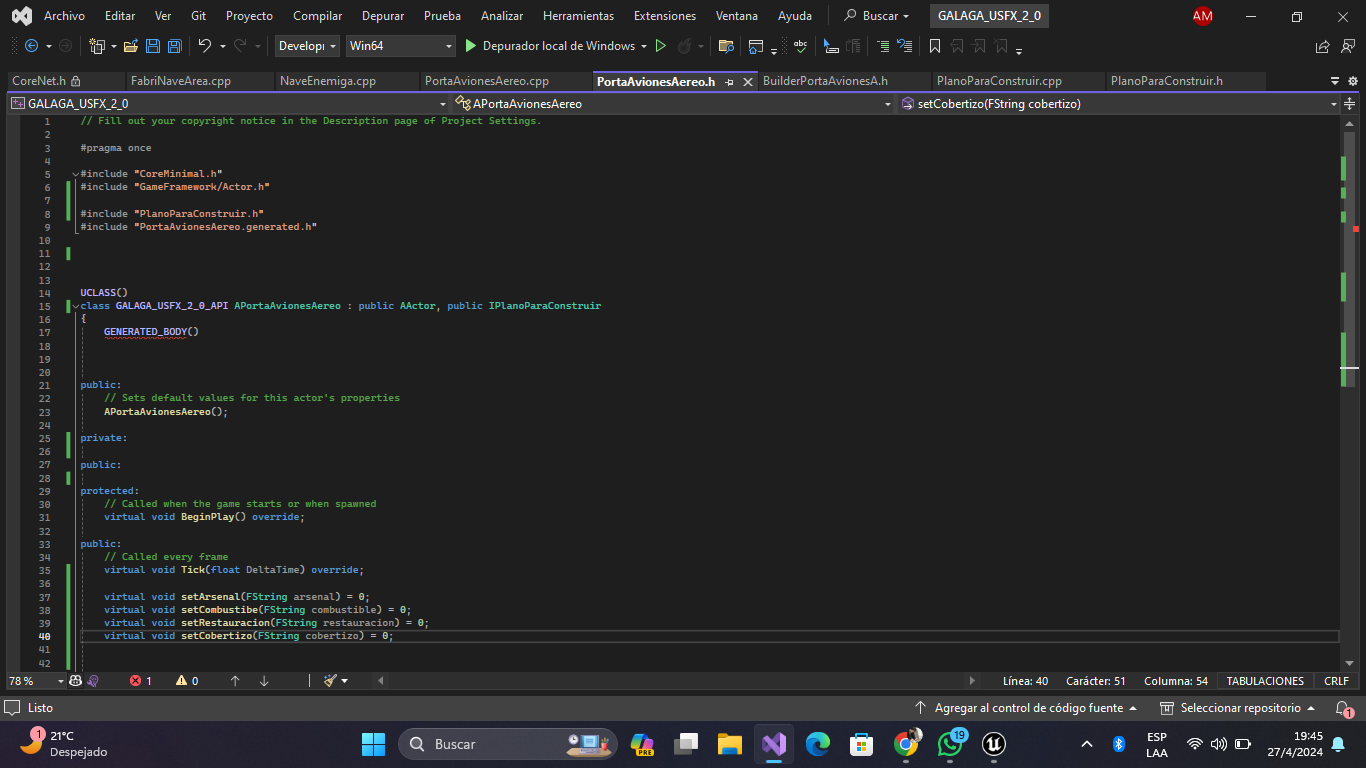 Archivo Editar Ver Git Proyecto Compilar Depurar Prueba Analizar Herramientas Extensiones Ventana Ayuda Buscar GALAGA_USFX_2_0 AM
Develop Win64 Depurador local de Windows
CoreNet.h FabriNaveArea.cpp NaveEnemiga.cpp PortaAvionesAereo.cpp PortaAvionesAereo.h BuilderPortaAvionesA.h PlanoParaConstruir.cpp PlanoParaConstruir.h
GALAGA_USFX_2_0 APortaAvionesAereo setCobertizo(FString cobertizo)
1 // Fill out your copyright notice in the Description page of Project Settings.
2
3 #pragma once
4
5 #include "CoreMinimal.h"
6 #include "GameFramework/Actor.h"
7
8 #include "PlanoParaConstruir.h"
9 #include "PortaAvionesAereo.generated.h"
10
11
12
13
14 UCLASS()
15 class GALAGA_USFX_2_0_API APortaAvionesAereo : public AActor, public IPlanoParaConstruir
16 {
17 GENERATED_BODY()
18
19
20
21 public:
22 // Sets default values for this actor's properties
23 APortaAvionesAereo();
24
25 private:
26
27 public:
28
29 protected:
30 // Called when the game starts or when spawned
31 virtual void BeginPlay() override;
32
33 public:
34 // Called every frame
35 virtual void Tick(float DeltaTime) override;
36
37 virtual void setArsenal(FString arsenal) = 0;
38 virtual void setCombustibe(FString combustible) = 0;
39 virtual void setRestauracion(FString restauracion) = 0;
40 virtual void setCobertizo(FString cobertizo) = 0;
41
42
78 % 1 0 Línea: 40 Carácter: 51 Columna: 54 TABULACIONES CRLF
Listo Agregar al control de código fuente Seleccionar repositorio 1
1 21°C
Despejado
Buscar
PRE
19
ESP
LAA
19:45
27/4/2024